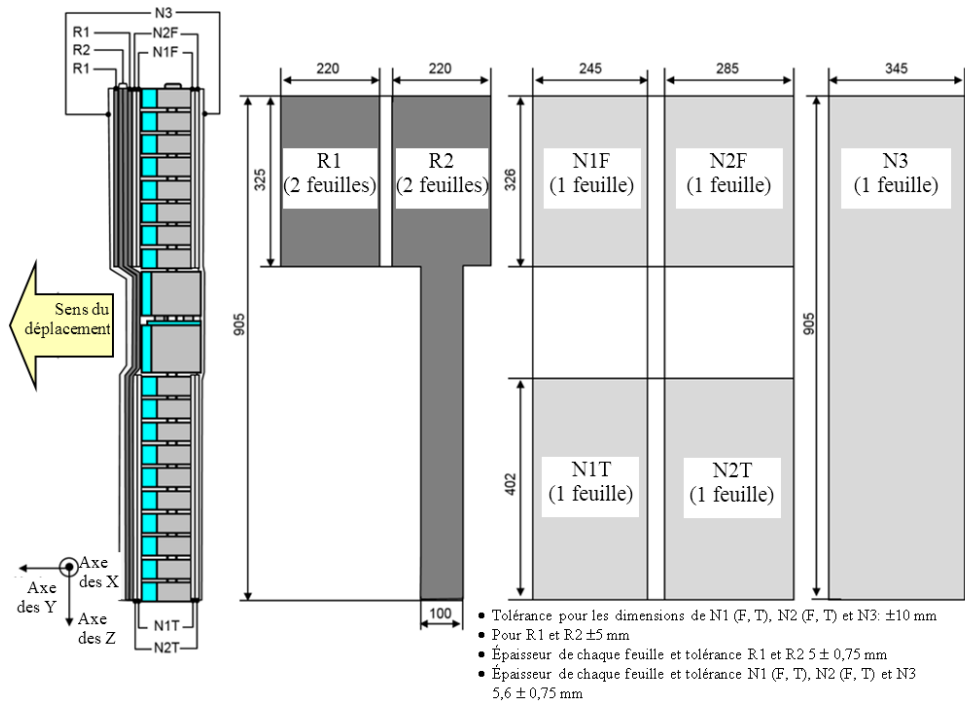 N3
R1
N2F
R2
N1F
R1
220
220
245
285
345
R1
(2 feuilles)
R2
(2 feuilles)
N1F
(1 feuille)
N2F
(1 feuille)
N3
(1 feuille)
325
326
905
905
Sens du
déplacement
402
N1T
(1 feuille)
N2T
(1 feuille)
Axe
des X
Axe
des Y
Axe
des Z
N1T
N2T
100
• Tolérance pour les dimensions de N1 (F, T), N2 (F, T) et N3: ±10 mm
• Pour R1 et R2 ±5 mm
• Épaisseur de chaque feuille et tolérance R1 et R2 5 ± 0,75 mm
• Épaisseur de chaque feuille et tolérance N1 (F, T), N2 (F, T) et N3
5,6 ± 0,75 mm